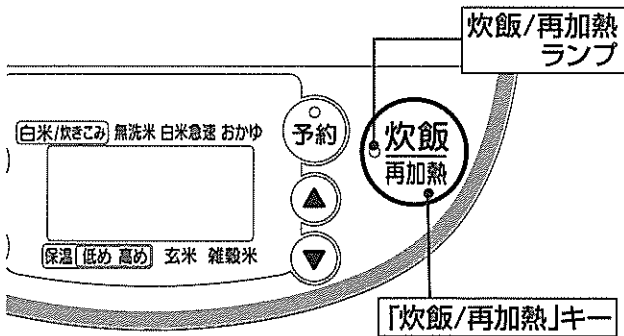 炊飯/再加熱
ランプ
白米/炊きこみ 無洗米 白米急速 おかゆ
予約
炊飯
再加熱
▲
▼
保温 低め 高め 玄米 雑穀米
「炊飯/再加熱」キー